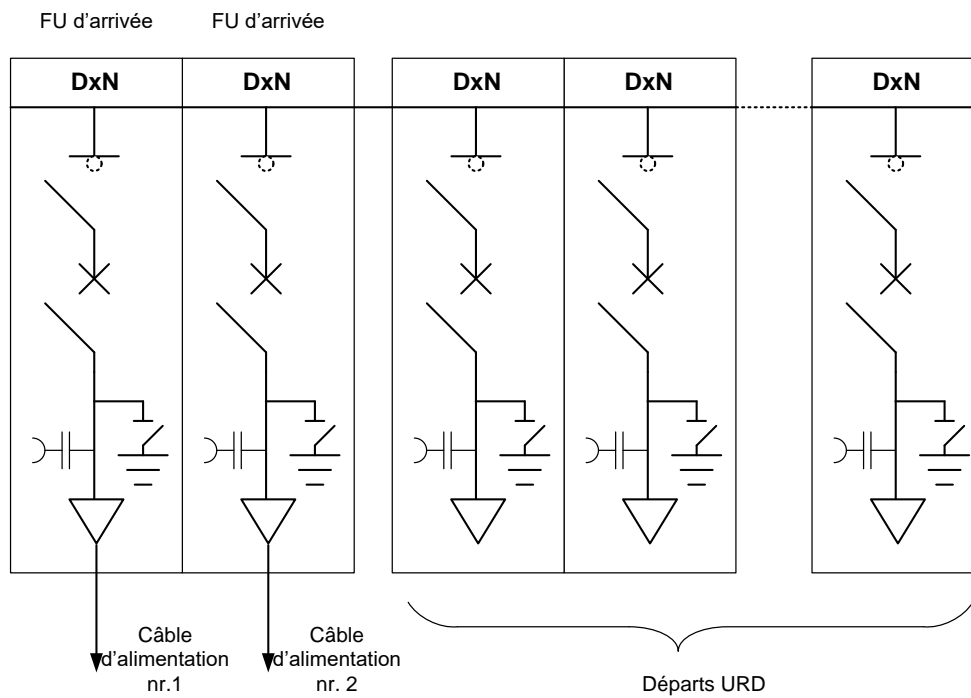 FU d'arrivée
FU d'arrivée
DxN
DxN
DxN
DxN
DxN
Câble
d'alimentation
nr.1
Câble
d'alimentation
nr. 2
Départs URD